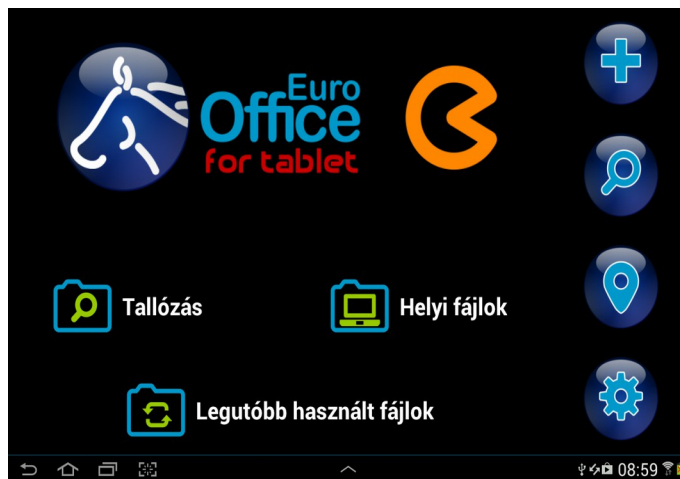 Euro
Office
for tablet
Tallózás
Helyi fájlok
Legutóbb használt fájlok
08:59